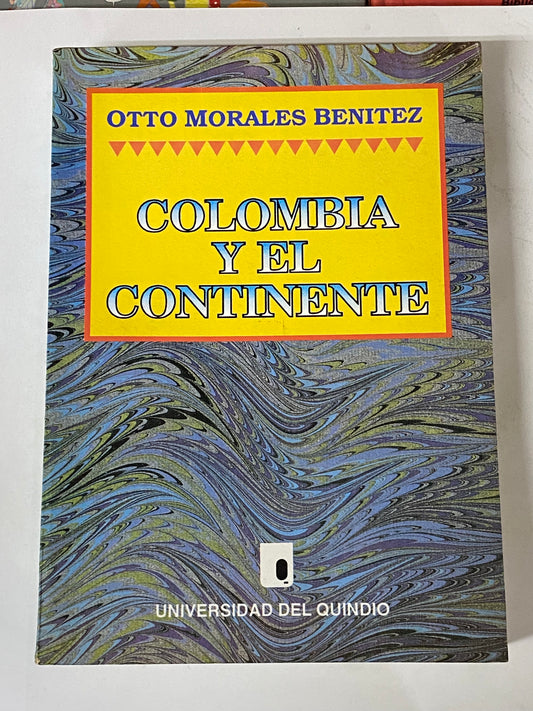 OTTO MORALES BENITEZ
COLOMBIA
Y EL
CONTINENTE
UNIVERSIDAD DEL QUINDIO